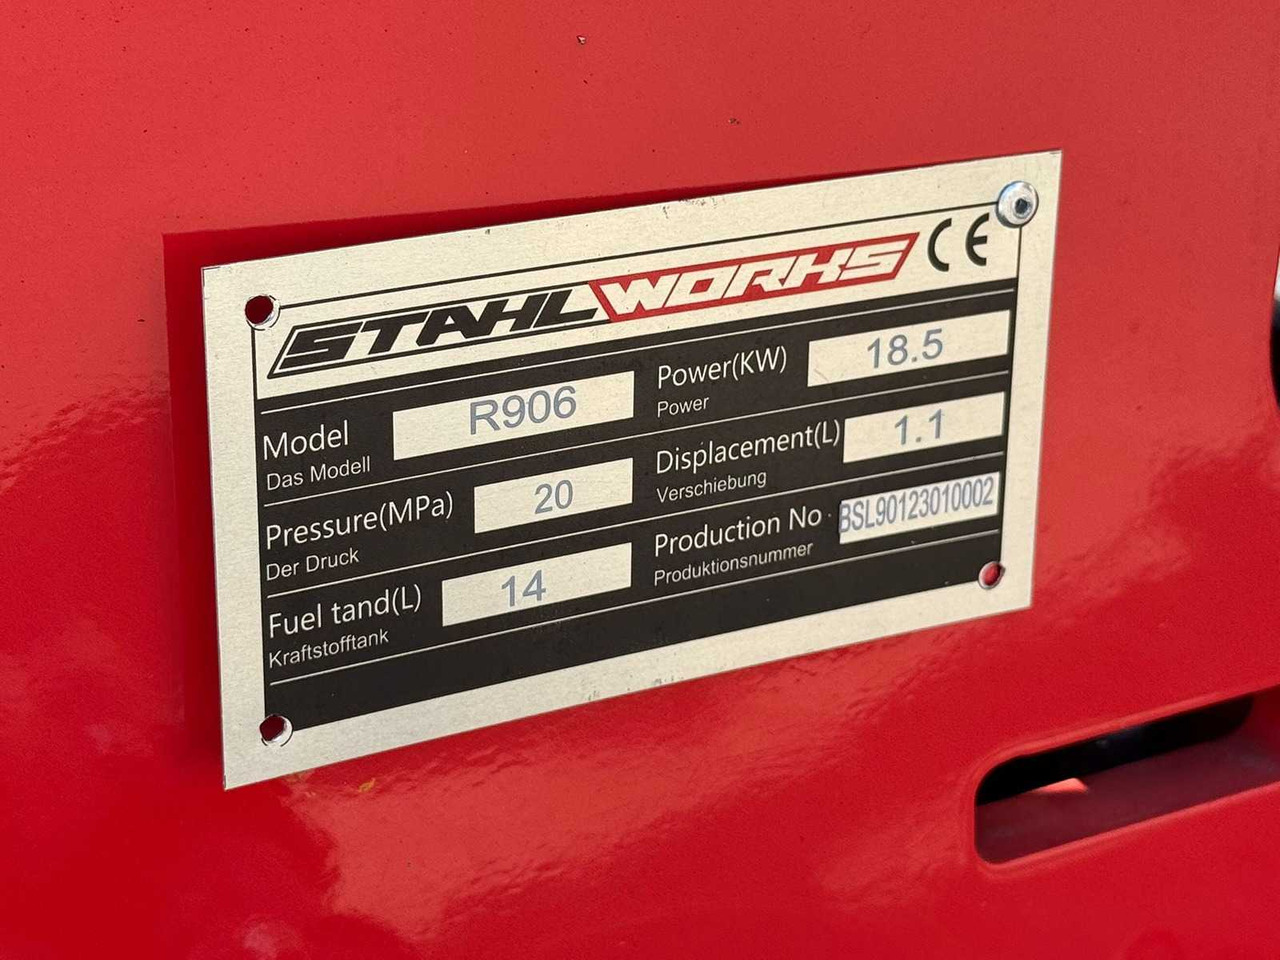 STAHLWORKS CE
Model R906
Das Modell
Power(KW) 18.5
Power
Pressure(MPa) 20
Der Druck
Displacement(L) 1.1
Verschiebung
Fuel tand(L) 14
Kraftstofftank
Production No BSL90123010002
Produktionsnummer